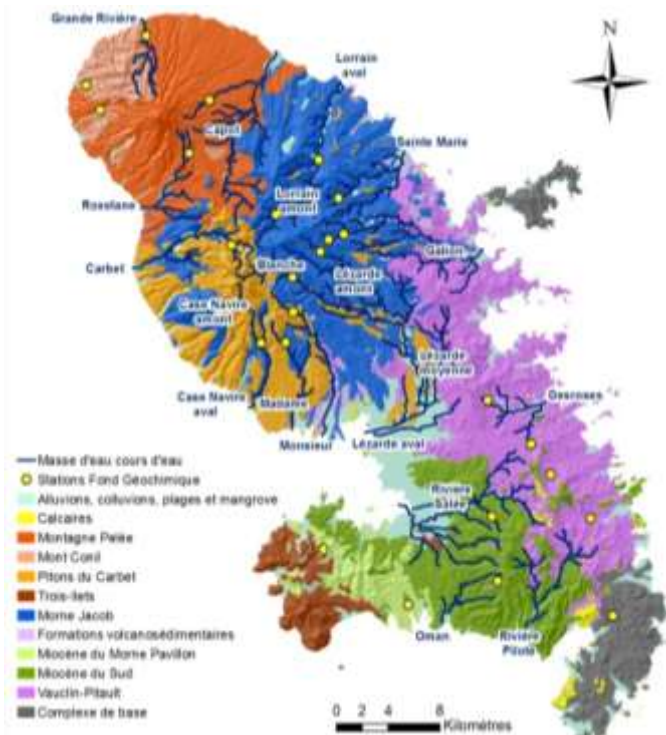 Grande Rivière
N
Lorrain
aval
Capot
Sainte Marie
Lorrain
amont
Roxelane
Galion
Carbet
Blanche
Lézarde
amont
Case Navire
amont
Lézarde
moyenne
Desroses
Case Navire
aval
Madame
Monsieur
Lézarde aval
Masse d'eau cours d'eau
Stations Fond Géochimique
Alluvions, colluvions, plages et mangrove
Calcaires
Rivière
Salée
Montagne Pelée
Mont Conil
Pitons du Carbet
Trois-Ilets
Morne Jacob
Formations volcanosédimentaires
Oman
Rivière
Pilote
Miocène du Morne Pavillon
Miocène du Sud
Vauclin-Pitault
Complexe de base
0 2 4 8
Kilomètres